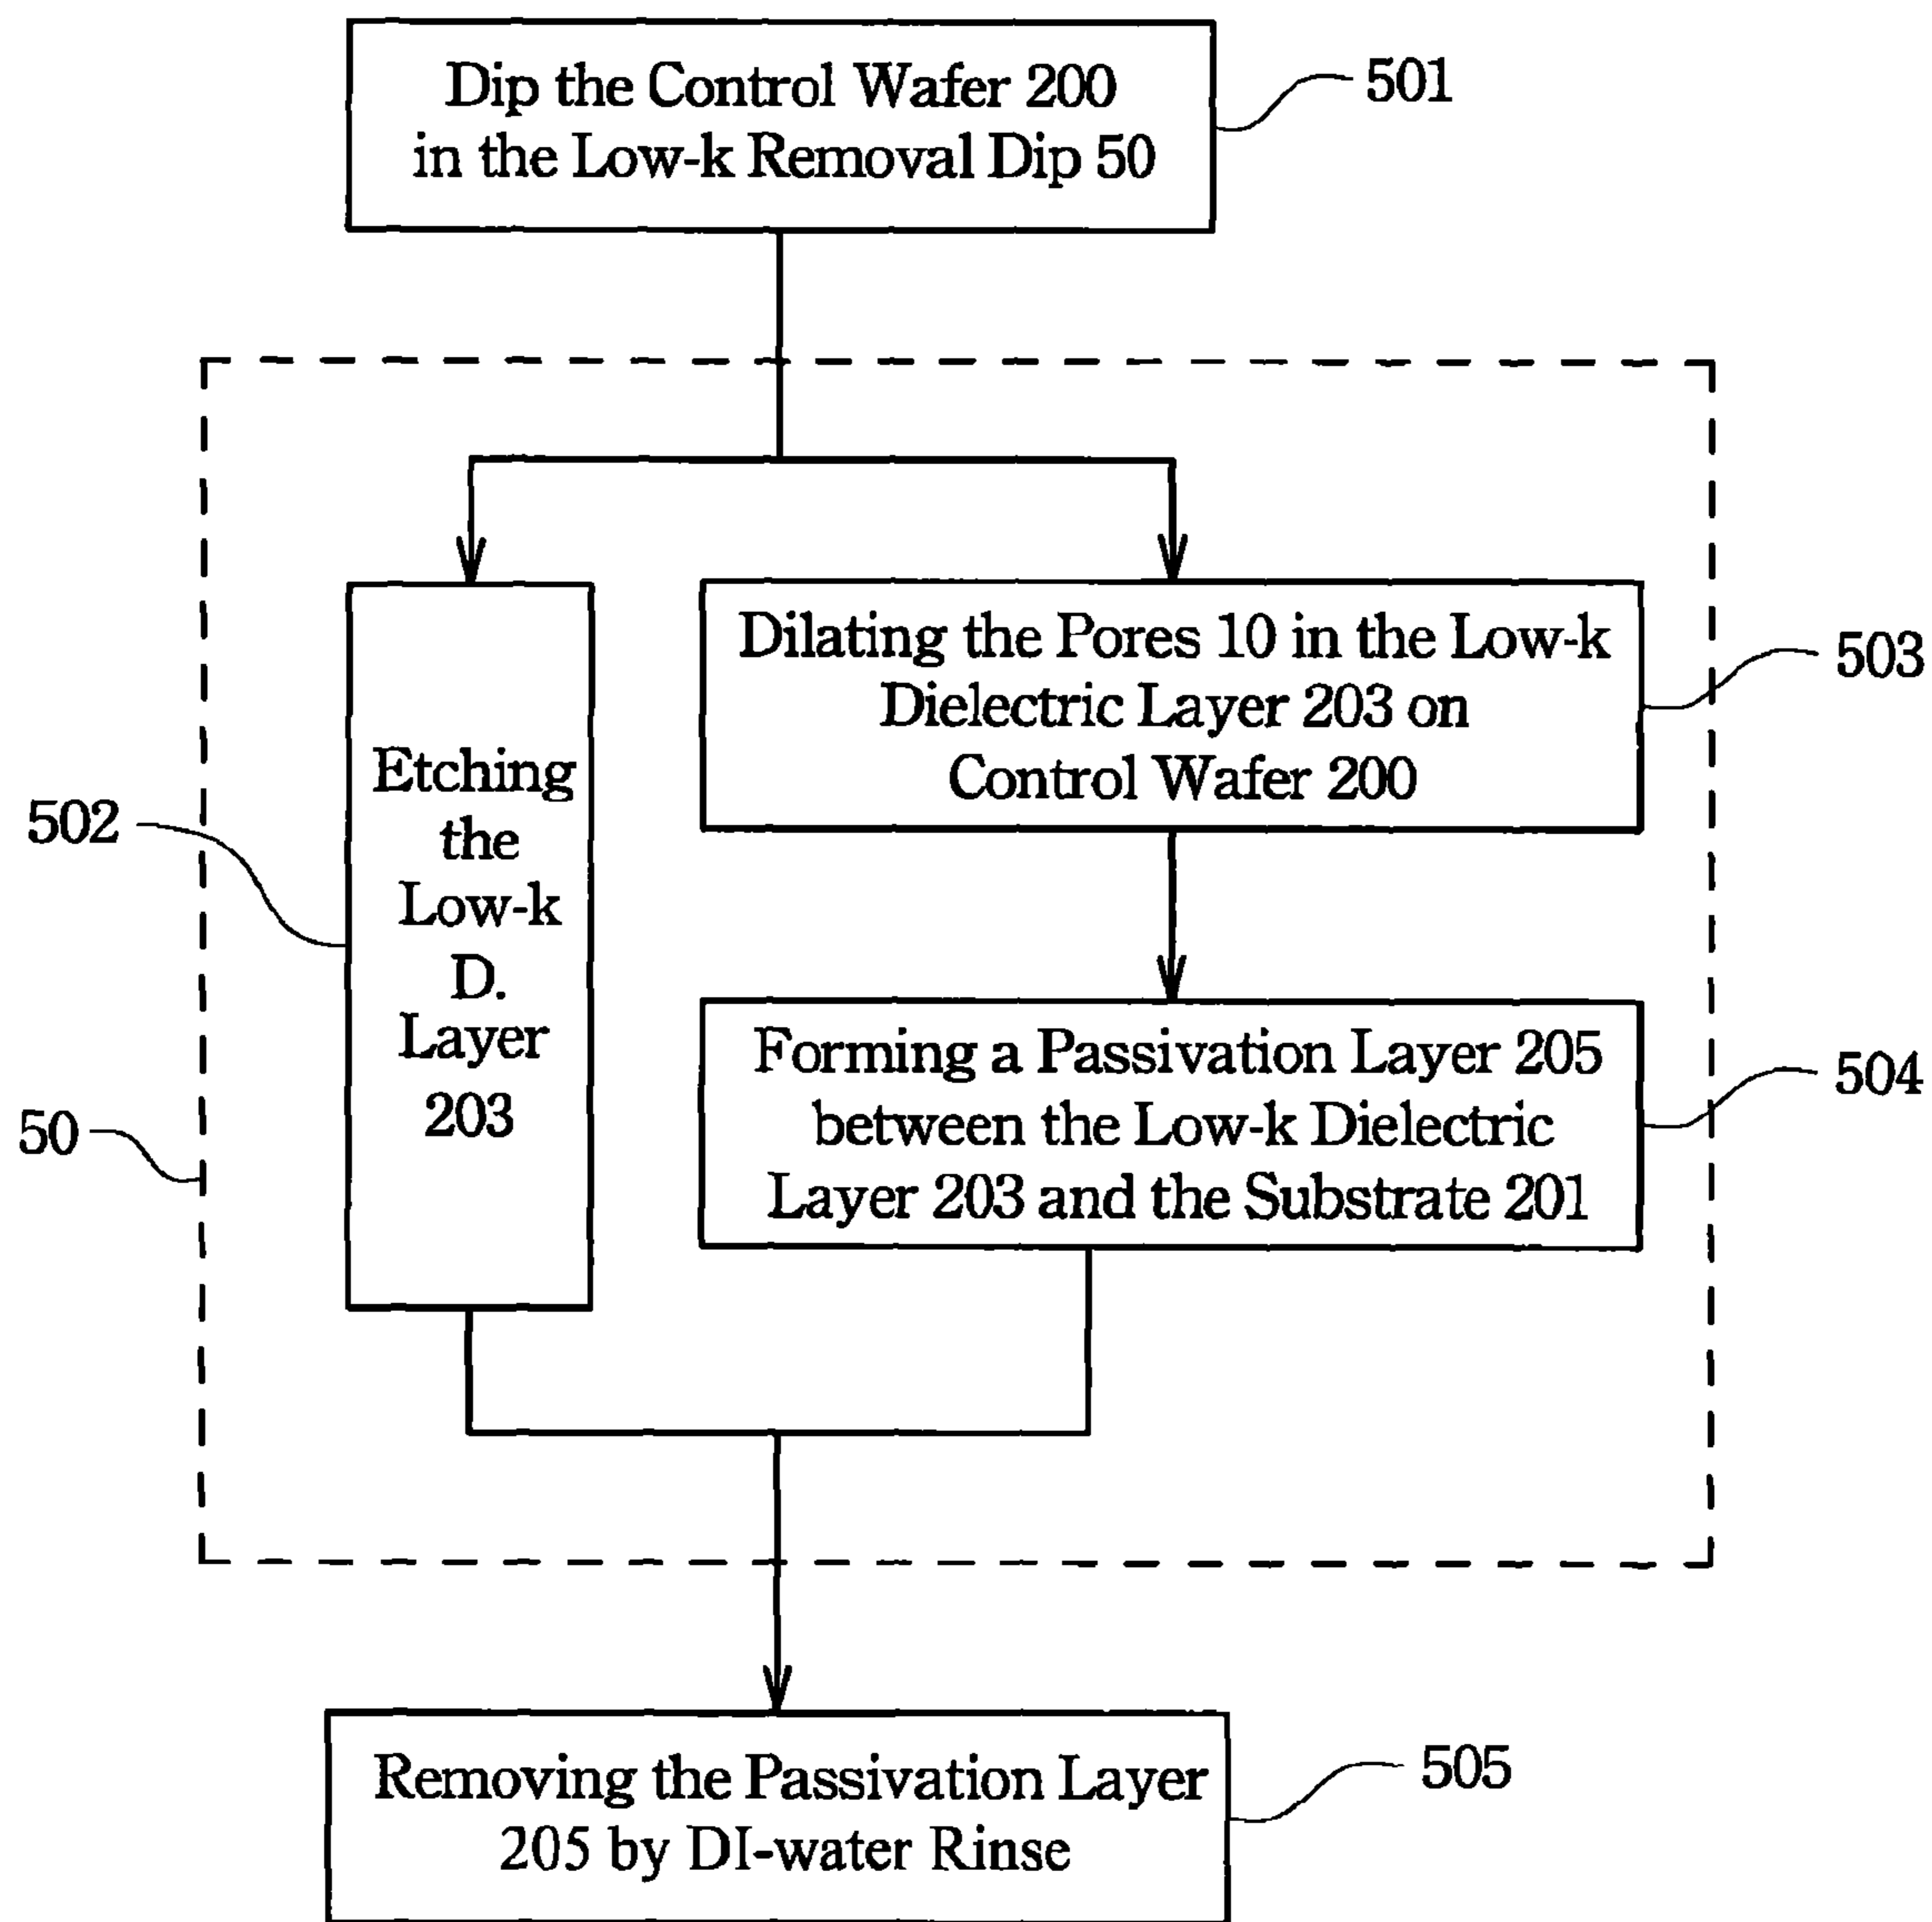 Dip the Control Wafer 200
in the Low-k Removal Dip 50
501
Etching
the
Low-k
D.
Layer
203
502
Dilating the Pores 10 in the Low-k
Dielectric Layer 203 on
Control Wafer 200
503
Forming a Passivation Layer 205
between the Low-k Dielectric
Layer 203 and the Substrate 201
504
50
Removing the Passivation Layer
205 by DI-water Rinse
505